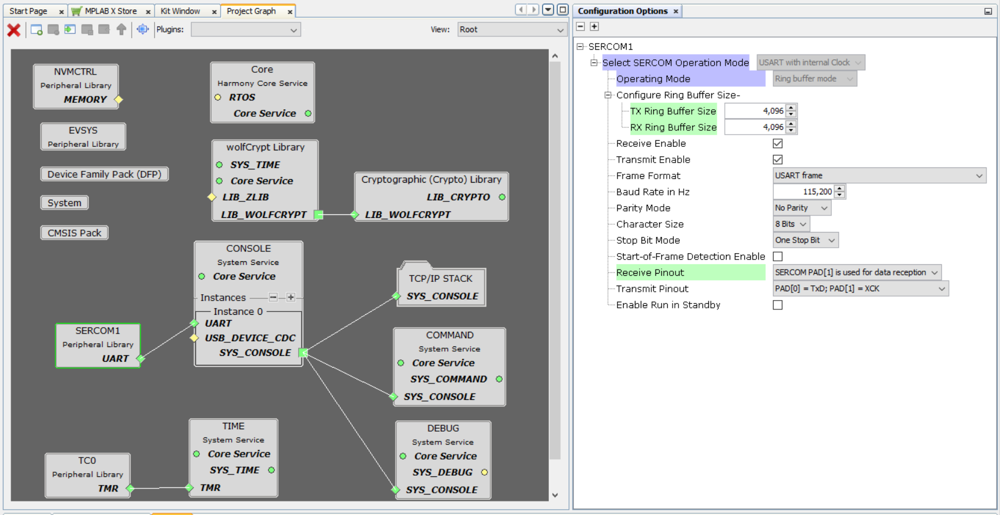 Start Page
MPLAB X Store
Kit Window
Project Graph
Plugins:
View:
Root
NVMCTRL
Peripheral Library
MEMORY
EVSYS
Peripheral Library
Device Family Pack (DFP)
System
CMSIS Pack
Core
Harmony Core Service
RTOS
Core Service
wolfCrypt Library
SYS_TIME
Core Service
LIB_ZLIB
LIB_WOLFCRYPT
Cryptographic (Crypto) Library
LIB_CRYPTO
LIB_WOLFCRYPT
CONSOLE
System Service
Core Service
Instances
Instance 0
UART
USB_DEVICE_CDC
SYS_CONSOLE
SERCOM1
Peripheral Library
UART
TCP/IP STACK
SYS_CONSOLE
COMMAND
System Service
Core Service
SYS_COMMAND
SYS_CONSOLE
TIME
System Service
Core Service
SYS_TIME
TMR
TC0
Peripheral Library
TMR
DEBUG
System Service
Core Service
SYS_DEBUG
SYS_CONSOLE
Configuration Options
SERCOM1
Select SERCOM Operation Mode USART with internal Clock
Operating Mode Ring buffer mode
Configure Ring Buffer Size-
TX Ring Buffer Size 4,096
RX Ring Buffer Size 4,096
Receive Enable
Transmit Enable
Frame Format USART frame
Baud Rate in Hz 115,200
Parity Mode No Parity
Character Size 8 Bits
Stop Bit Mode One Stop Bit
Start-of-Frame Detection Enable
Receive Pinout SERCOM PAD[1] is used for data reception
Transmit Pinout PAD[0] = TxD; PAD[1] = XCK
Enable Run in Standby